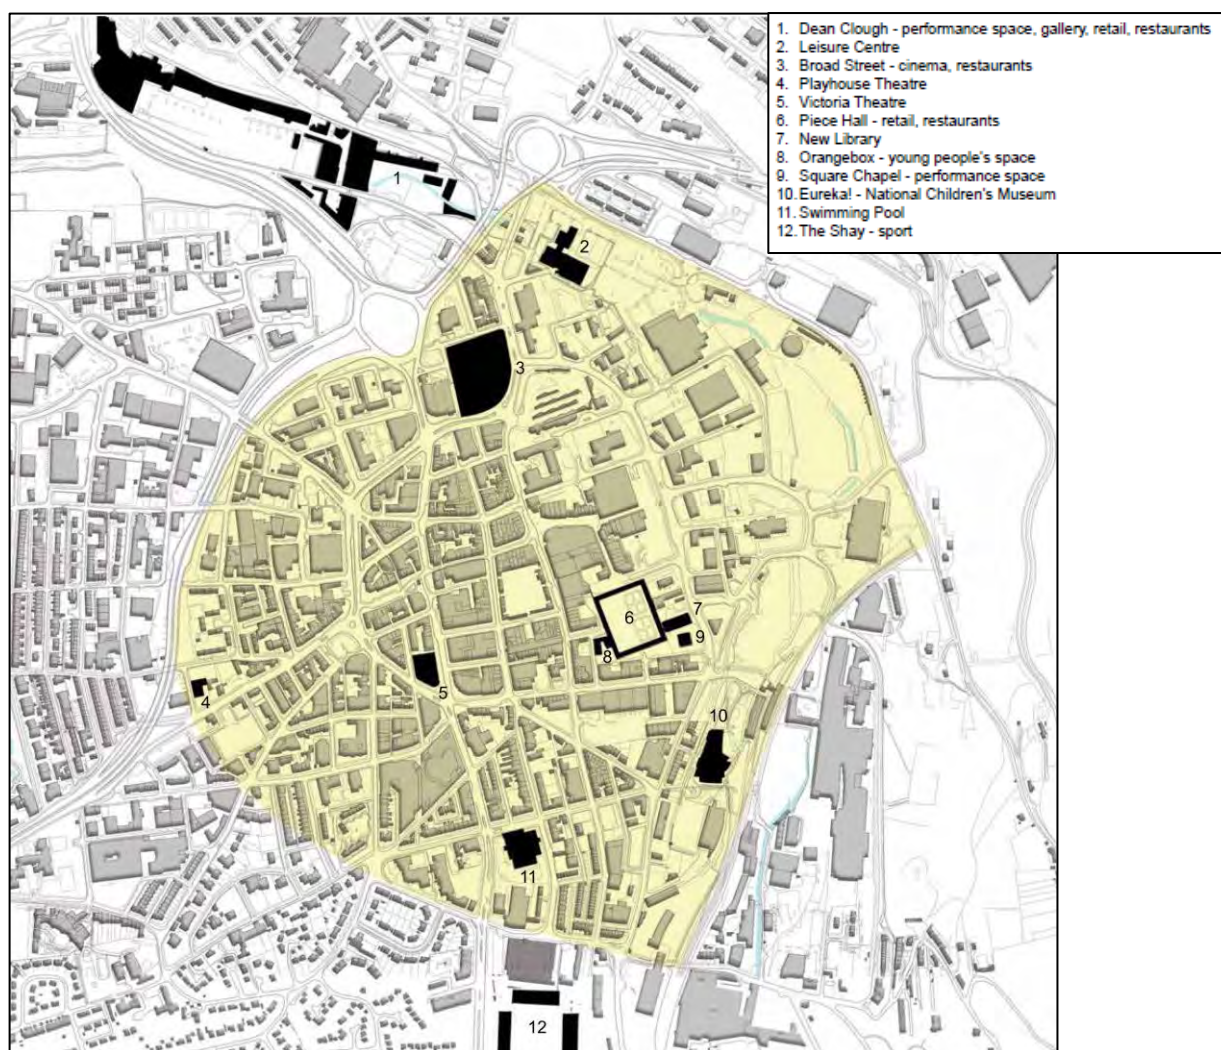 1. Dean Clough - performance space, gallery, retail, restaurants
2. Leisure Centre
3. Broad Street - cinema, restaurants
4. Playhouse Theatre
5. Victoria Theatre
6. Piece Hall - retail, restaurants
7. New Library
8. Orangebox - young people's space
9. Square Chapel - performance space
10. Eureka! - National Children's Museum
11. Swimming Pool
12. The Shay - sport
1
2
3
6
7
9
8
5
4
10
11
12